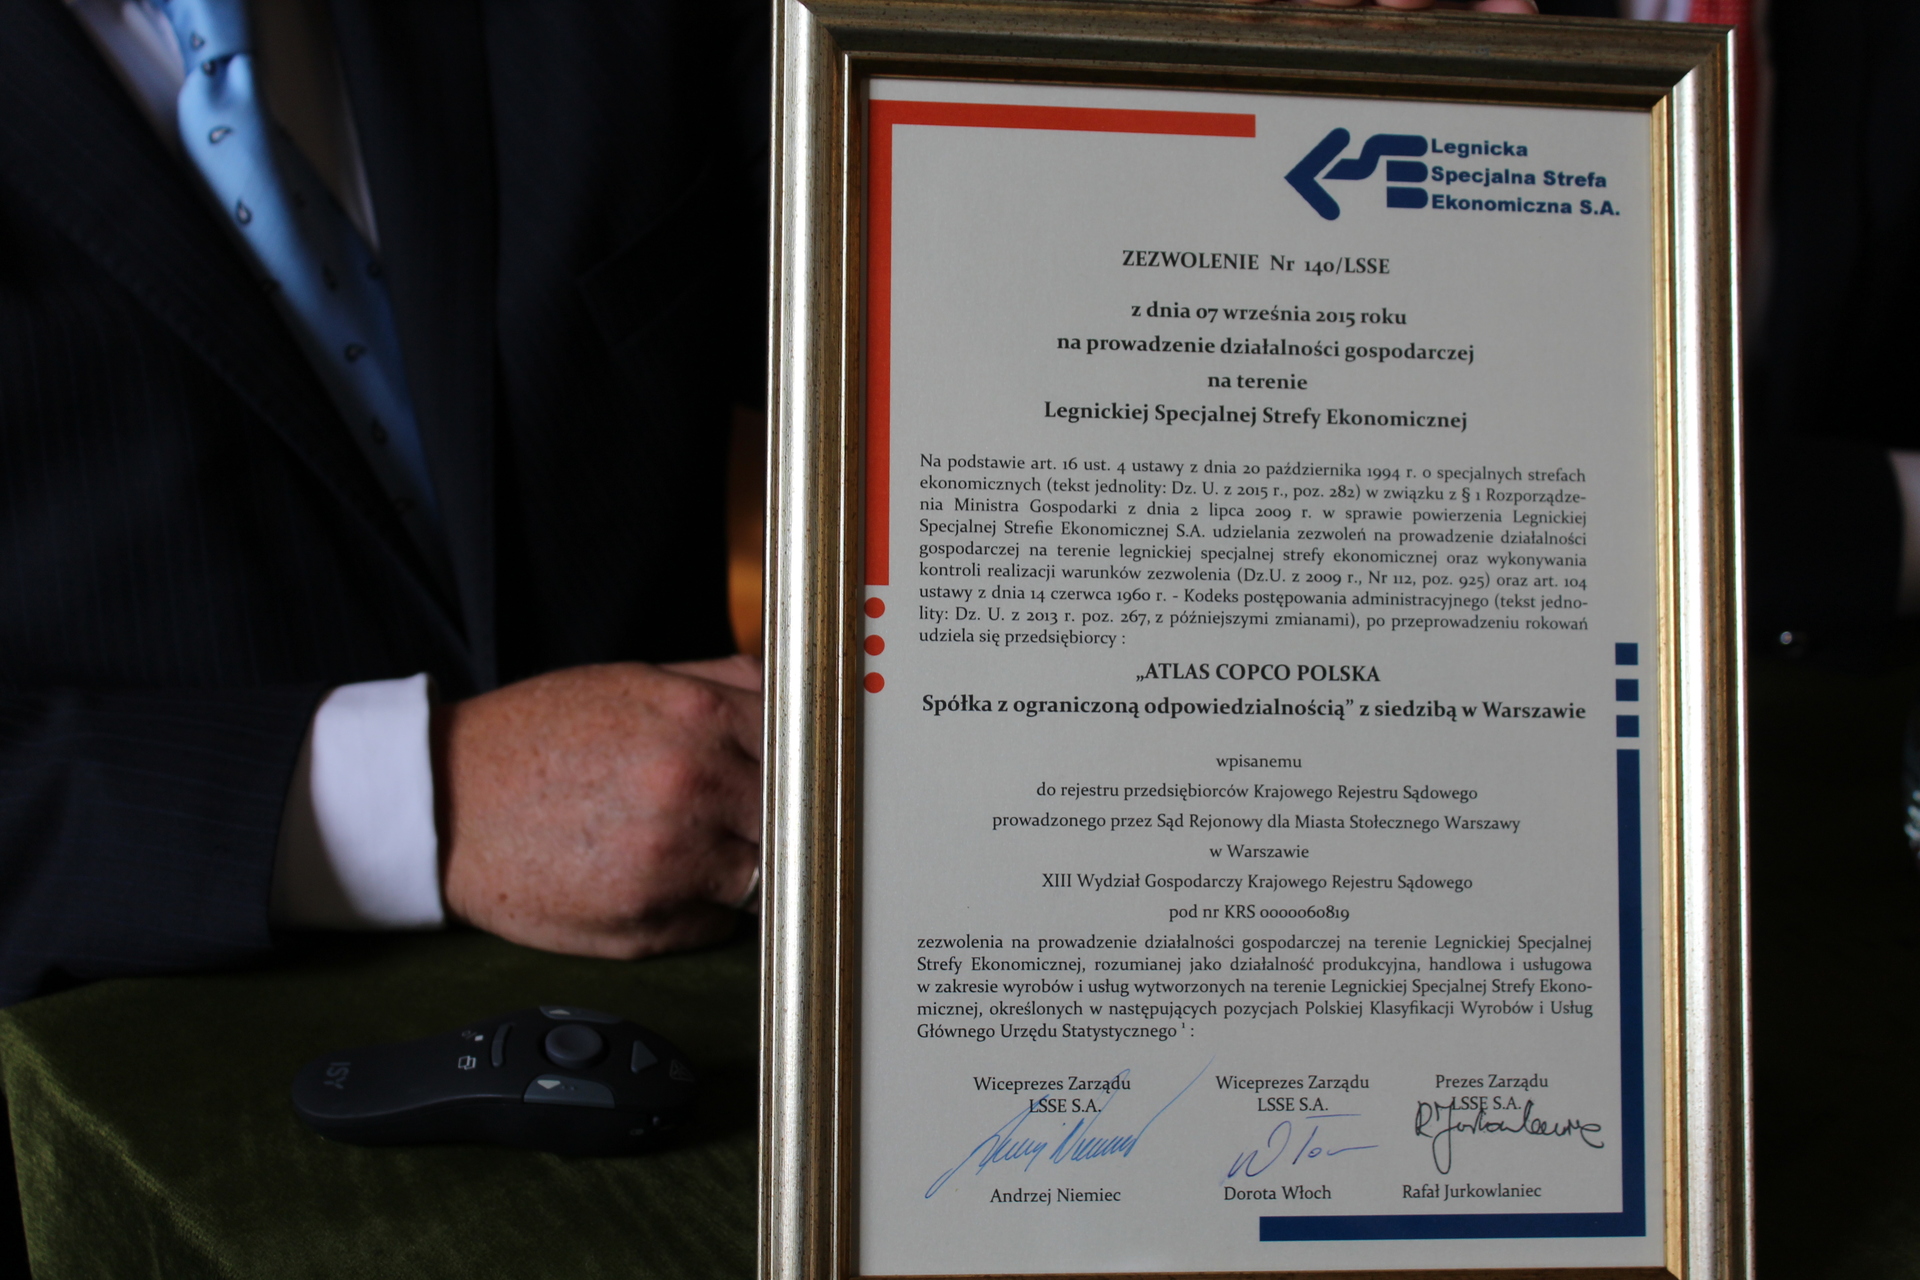 Legnicka
Specjalna Strefa
Ekonomiczna S.A.
ZEZWOLENIE Nr 140/LSSE
z dnia 07 września 2015 roku
na prowadzenie działalności gospodarczej
na terenie
Legnickiej Specjalnej Strefy Ekonomicznej
Na podstawie art. 16 ust. 4 ustawy z dnia 20 października 1994 r. o specjalnych strefach
ekonomicznych (tekst jednolity: Dz. U. z 2015 r., poz. 282) w związku z § 1 Rozporządze-
nia Ministra Gospodarki z dnia 2 lipca 2009 r. w sprawie powierzenia Legnickiej
Specjalnej Strefie Ekonomicznej S.A. udzielania zezwoleń na prowadzenie działalności
gospodarczej na terenie legnickiej specjalnej strefy ekonomicznej oraz wykonywania
kontroli realizacji warunków zezwolenia (Dz.U. z 2009 r., Nr 112, poz. 925) oraz art. 104
ustawy z dnia 14 czerwca 1960 r. - Kodeks postępowania administracyjnego (tekst jedno-
lity: Dz. U. z 2013 r. poz. 267, z późniejszymi zmianami), po przeprowadzeniu rokowań
udziela się przedsiębiorcy :
„ATLAS COPCO POLSKA
Spółka z ograniczoną odpowiedzialnością” z siedzibą w Warszawie
wpisanemu
do rejestru przedsiębiorców Krajowego Rejestru Sądowego
prowadzonego przez Sąd Rejonowy dla Miasta Stołecznego Warszawy
w Warszawie
XIII Wydział Gospodarczy Krajowego Rejestru Sądowego
pod nr KRS 0000060819
zezwolenia na prowadzenie działalności gospodarczej na terenie Legnickiej Specjalnej
Strefy Ekonomicznej, rozumianej jako działalność produkcyjna, handlowa i usługowa
w zakresie wyrobów i usług wytworzonych na terenie Legnickiej Specjalnej Strefy Ekono-
micznej, określonych w następujących pozycjach Polskiej Klasyfikacji Wyrobów i Usług
Głównego Urzędu Statystycznego ¹ :
Wiceprezes Zarządu Wiceprezes Zarządu Prezes Zarządu
LSSE S.A. LSSE S.A. LSSE S.A.
R Jurkowlaniec
Andrzej Niemiec Dorota Włoch Rafał Jurkowlaniec
ISY